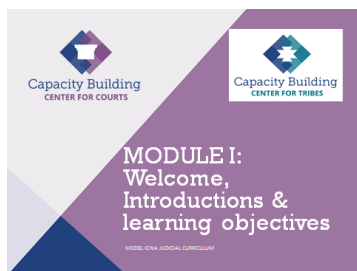 Capacity Building
CENTER FOR COURTS
Capacity Building
CENTER FOR TRIBES
MODULE I:
Welcome,
Introductions &
learning objectives
MODEL ICWA JUDICIAL CURRICULUM